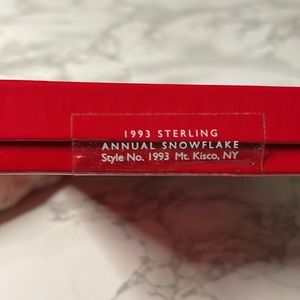 1993 STERLING
ANNUAL SNOWFLAKE
Style No. 1993 Mt. Kisco, NY